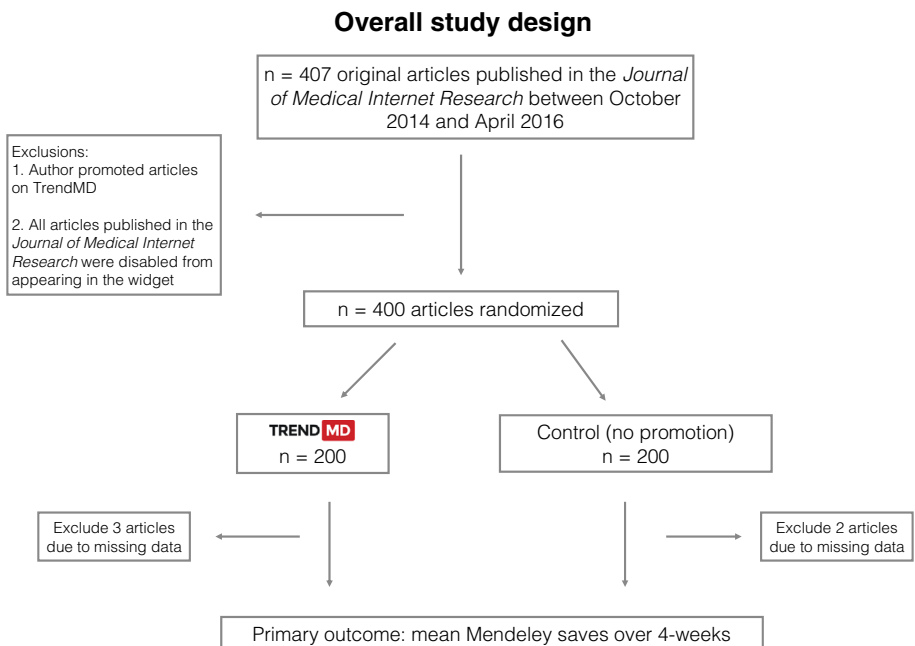 Overall study design
n = 407 original articles published in the Journal
of Medical Internet Research between October
2014 and April 2016
Exclusions:
1. Author promoted articles
on TrendMD
2. All articles published in the
Journal of Medical Internet
Research were disabled from
appearing in the widget
n = 400 articles randomized
TREND MD
n = 200
Control (no promotion)
n = 200
Exclude 3 articles
due to missing data
Exclude 2 articles
due to missing data
Primary outcome: mean Mendeley saves over 4-weeks